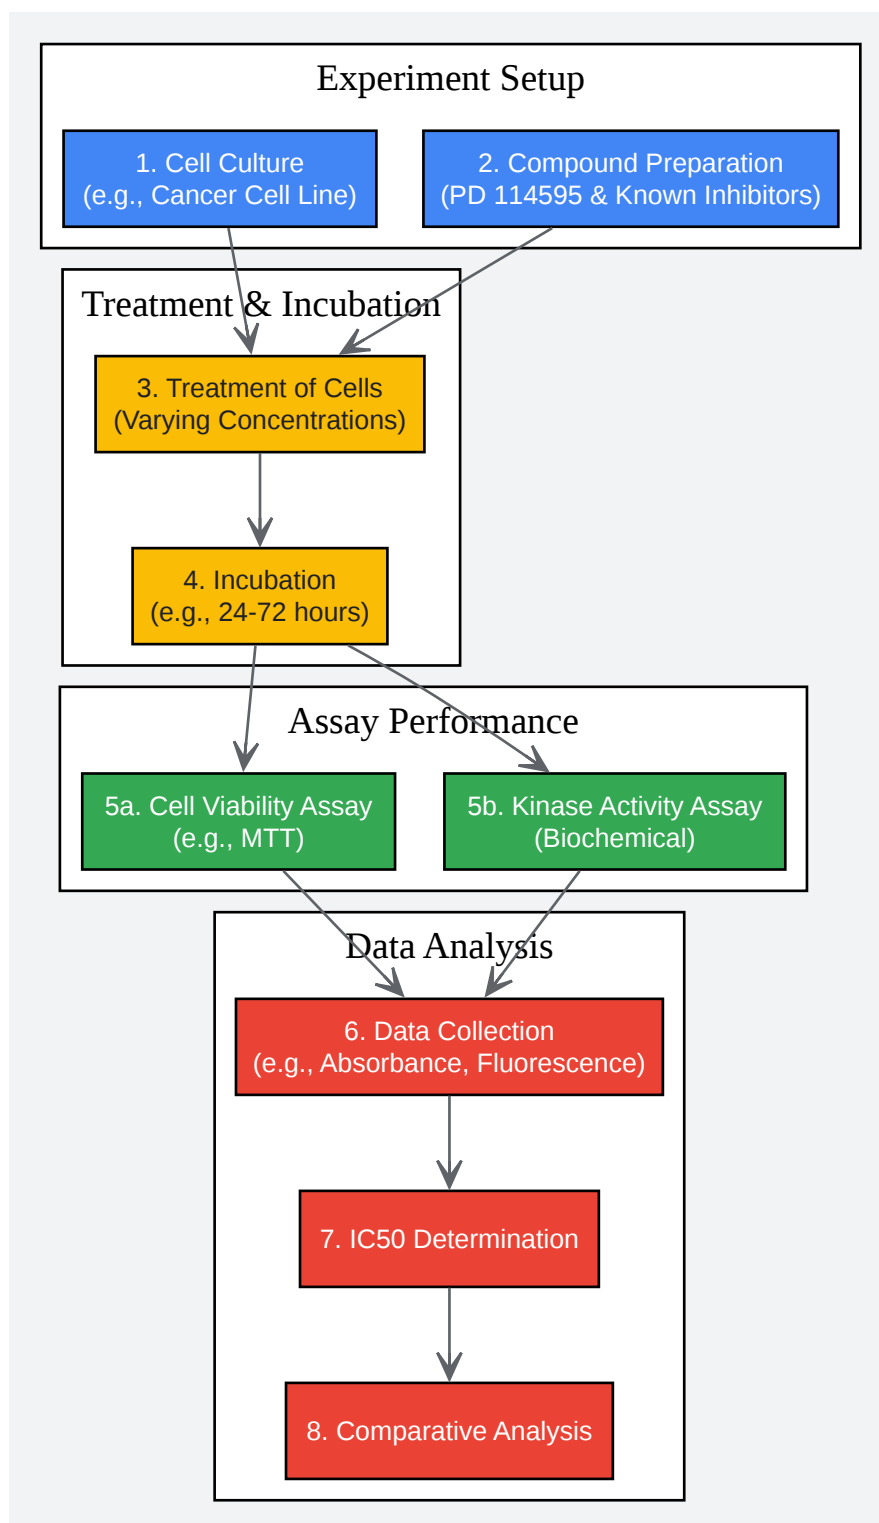 Experiment Setup
1. Cell Culture
(e.g., Cancer Cell Line)
2. Compound Preparation
(PD 114595 & Known Inhibitors)
Treatment & Incubation
3. Treatment of Cells
(Varying Concentrations)
4. Incubation
(e.g., 24-72 hours)
Assay Performance
5a. Cell Viability Assay
(e.g., MTT)
5b. Kinase Activity Assay
(Biochemical)
Data Analysis
6. Data Collection
(e.g., Absorbance, Fluorescence)
7. IC50 Determination
8. Comparative Analysis